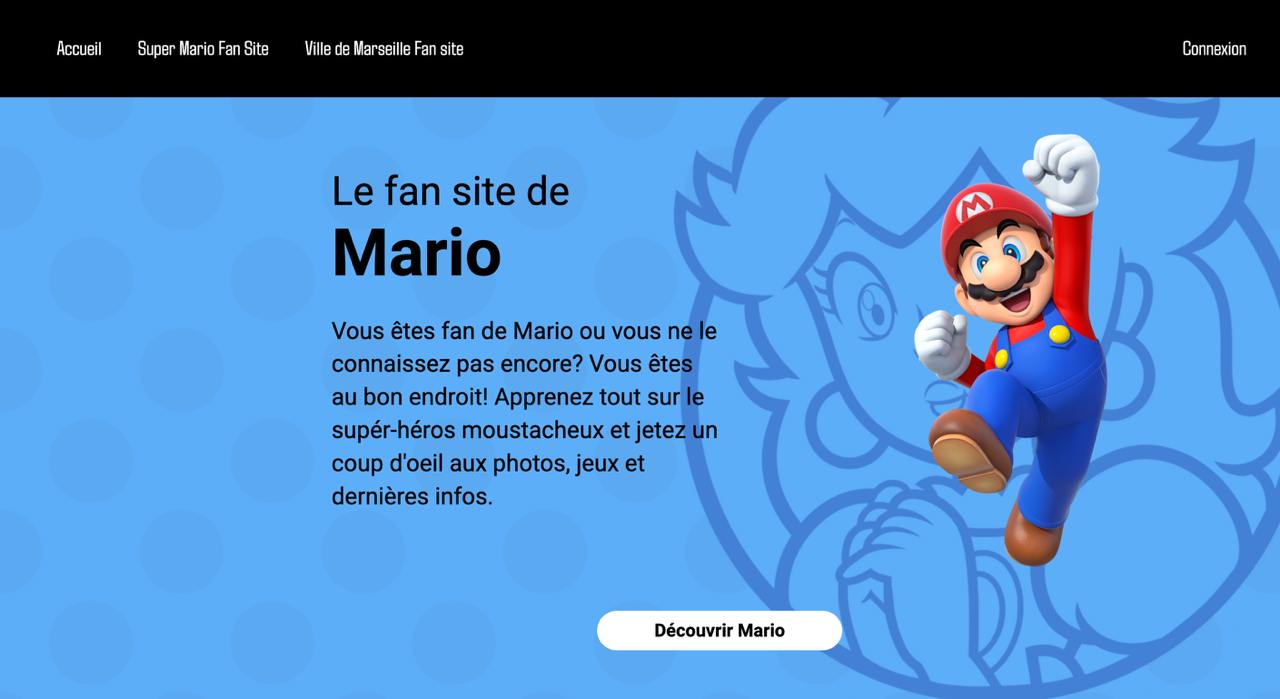 Accueil Super Mario Fan Site Ville de Marseille Fan site Connexion
Le fan site de
Mario
Vous êtes fan de Mario ou vous ne le
connaissez pas encore? Vous êtes
au bon endroit! Apprenez tout sur le
supér-héros moustacheux et jetez un
coup d'oeil aux photos, jeux et
dernières infos.
M
Découvrir Mario